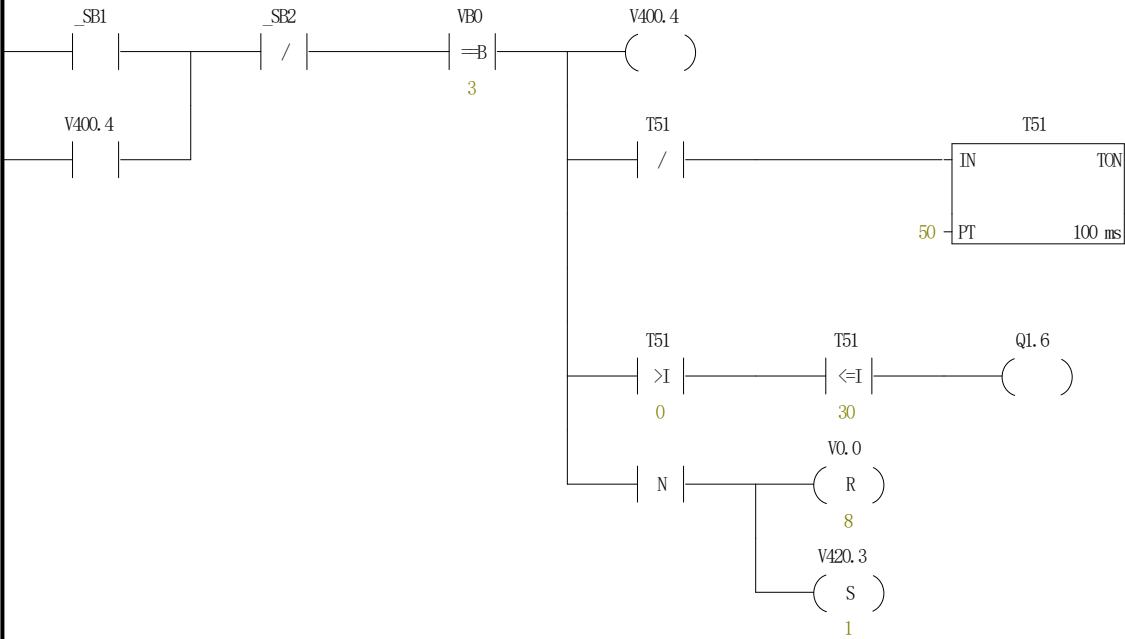 _SB1 _SB2 VB0 V400.4
/ ==B
3
V400.4 T51 T51
/ IN TON
50 PT 100 ms
T51 T51 Q1.6
>I <=I
0 30
V0.0
N R
8
V420.3
S
1